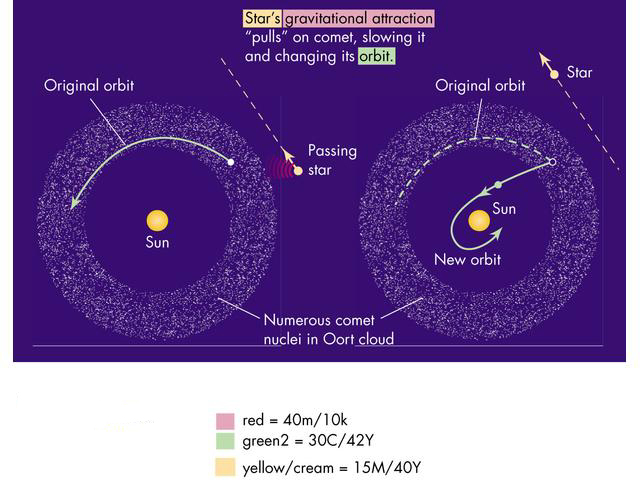 Star's gravitational attraction
"pulls" on comet, slowing it
and changing its orbit.
Original orbit
Passing
star
Sun
Original orbit
Star
Sun
New orbit
Numerous comet
nuclei in Oort cloud
red = 40m/10k
green2 = 30C/42Y
yellow/cream = 15M/40Y